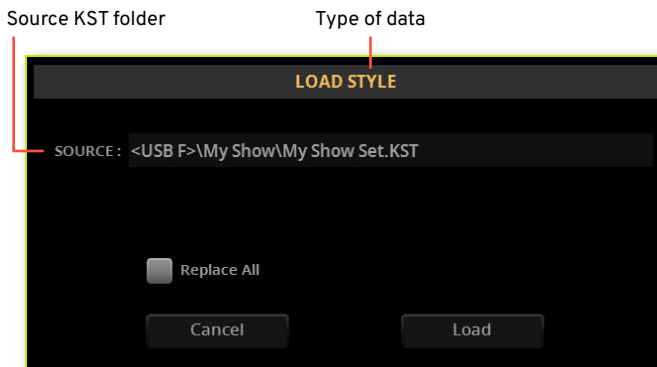 Source KST folder
Type of data
LOAD STYLE
SOURCE : <USB F>\My Show\My Show Set.KST
Replace All
Cancel
Load